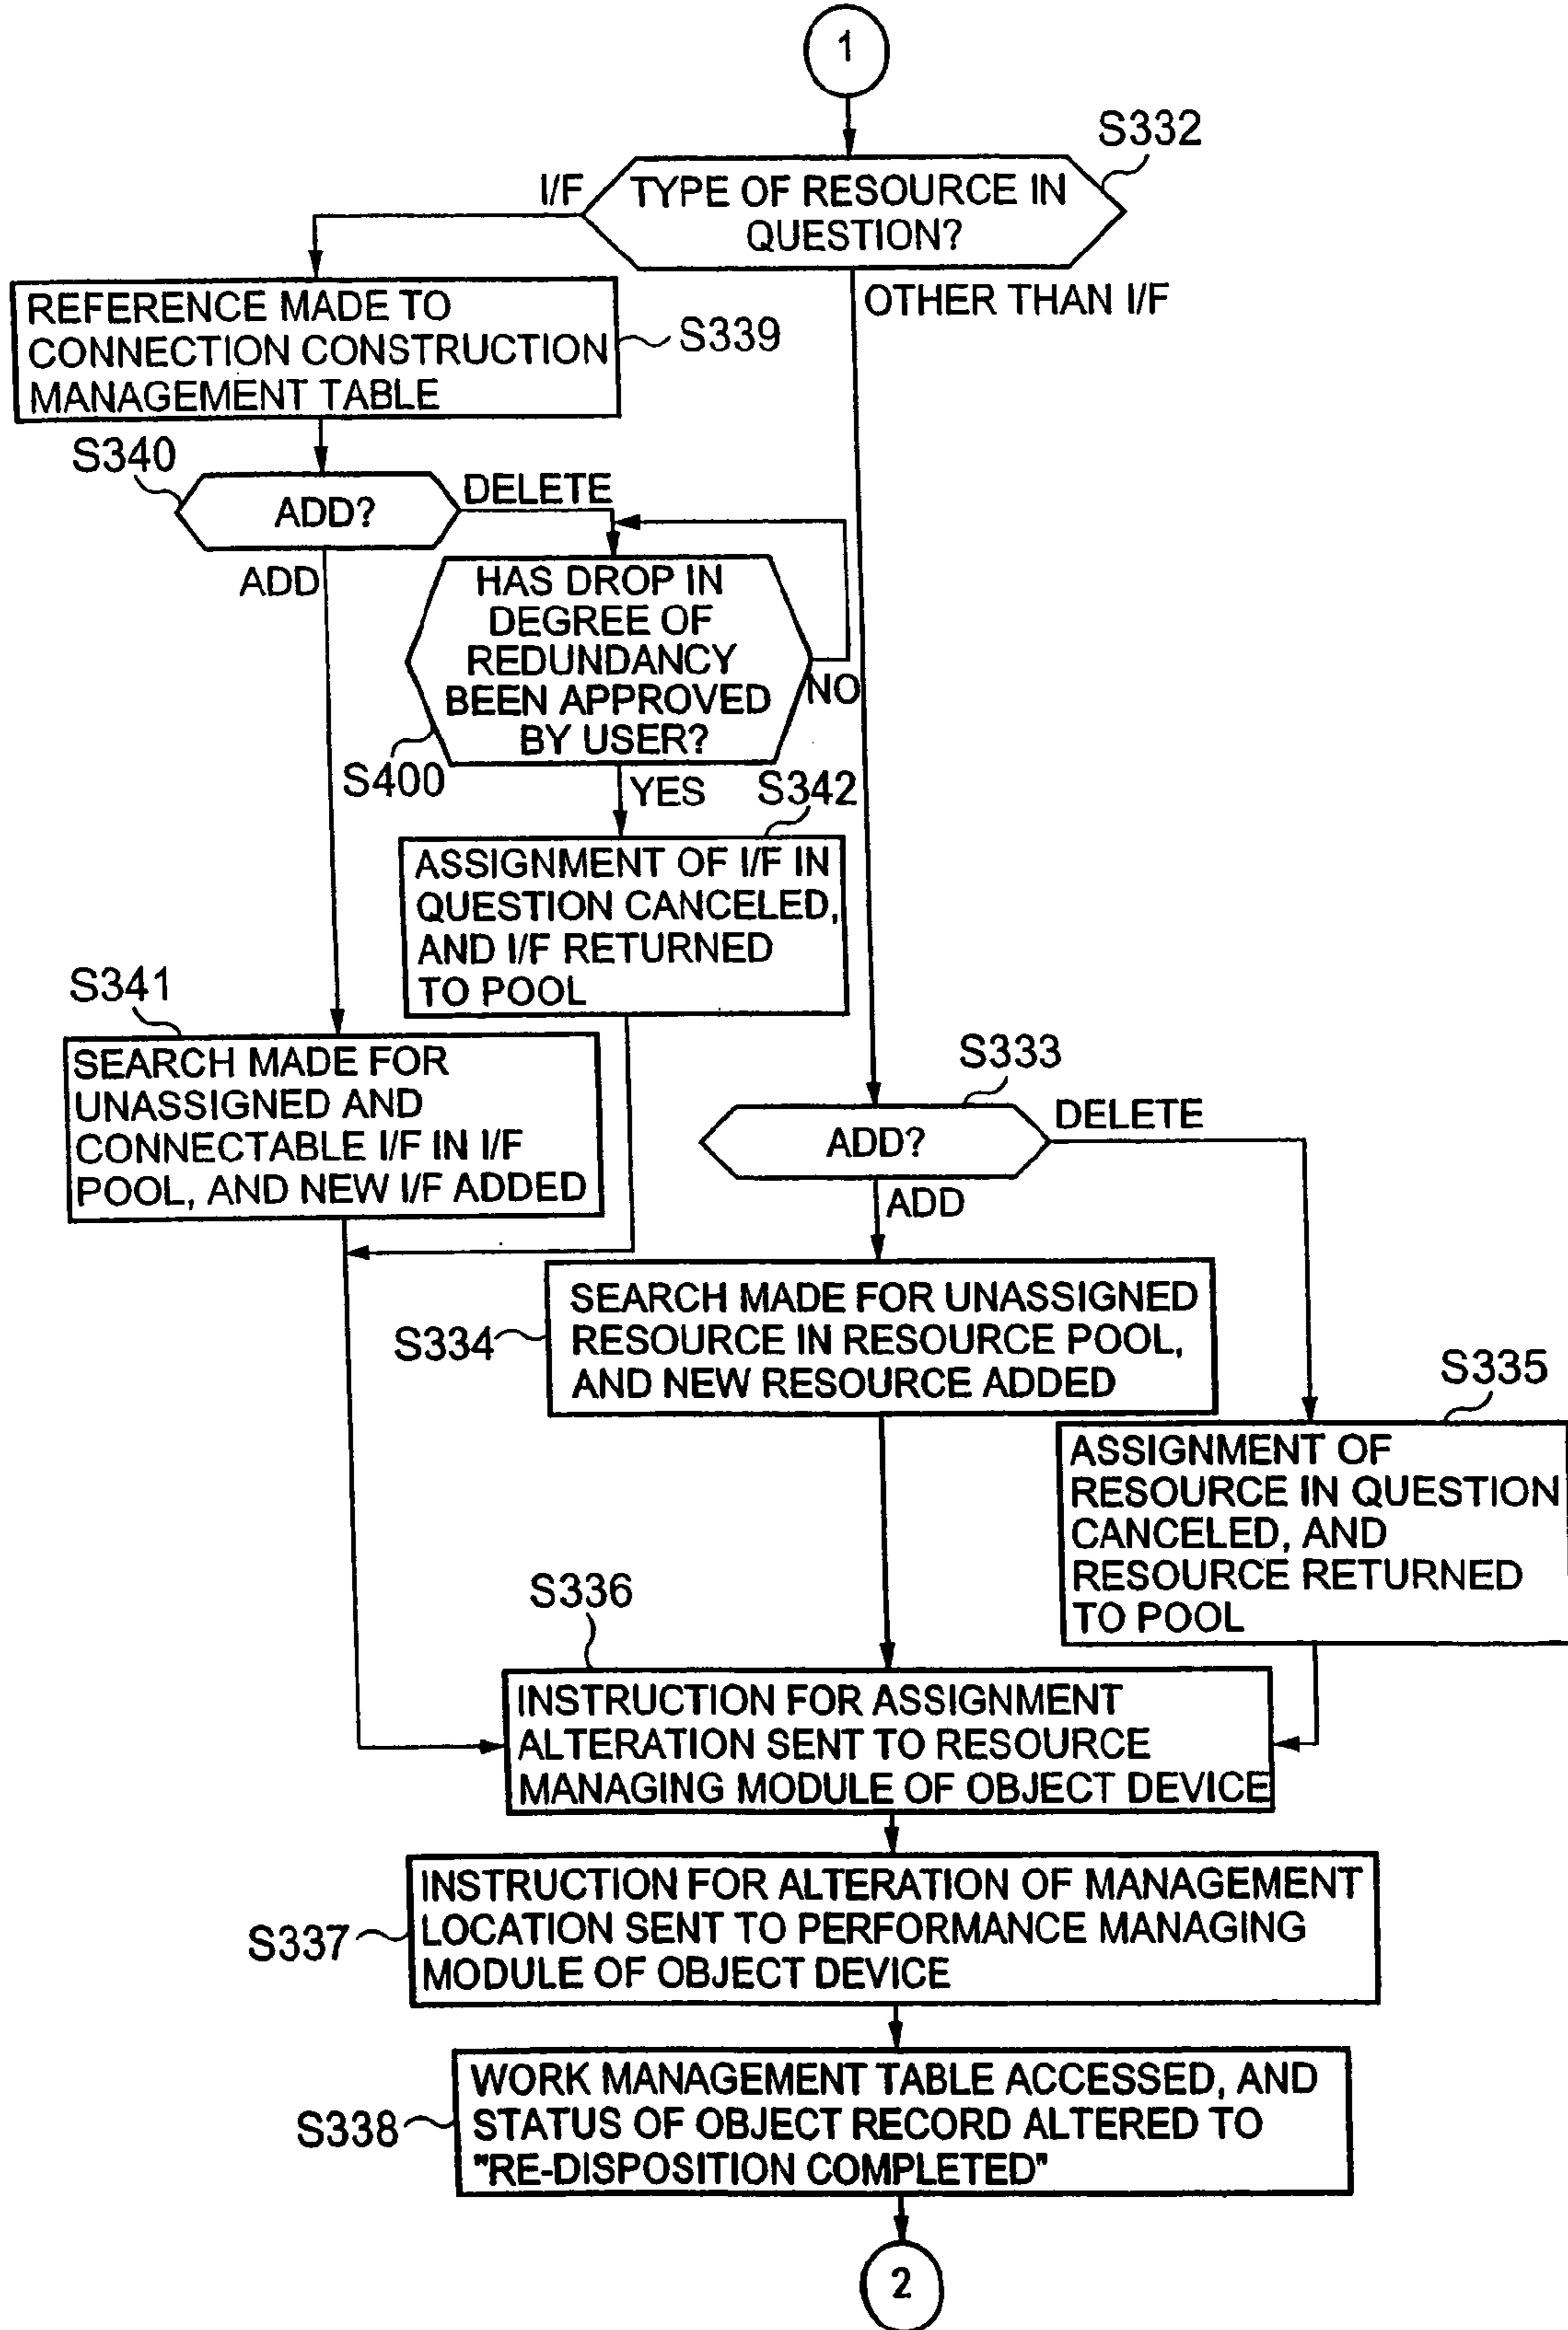 1
S332
I/F
TYPE OF RESOURCE IN
QUESTION?
OTHER THAN I/F
REFERENCE MADE TO
CONNECTION CONSTRUCTION
MANAGEMENT TABLE
S339
S340
ADD?
DELETE
ADD
HAS DROP IN
DEGREE OF
REDUNDANCY
BEEN APPROVED
BY USER?
NO
S400
YES
S342
ASSIGNMENT OF I/F IN
QUESTION CANCELED,
AND I/F RETURNED
TO POOL
S341
SEARCH MADE FOR
UNASSIGNED AND
CONNECTABLE I/F IN I/F
POOL, AND NEW I/F ADDED
S333
ADD?
DELETE
ADD
SEARCH MADE FOR UNASSIGNED
RESOURCE IN RESOURCE POOL,
AND NEW RESOURCE ADDED
S334
S335
ASSIGNMENT OF
RESOURCE IN QUESTION
CANCELED, AND
RESOURCE RETURNED
TO POOL
S336
INSTRUCTION FOR ASSIGNMENT
ALTERATION SENT TO RESOURCE
MANAGING MODULE OF OBJECT DEVICE
INSTRUCTION FOR ALTERATION OF MANAGEMENT
LOCATION SENT TO PERFORMANCE MANAGING
MODULE OF OBJECT DEVICE
S337
WORK MANAGEMENT TABLE ACCESSED, AND
STATUS OF OBJECT RECORD ALTERED TO
"RE-DISPOSITION COMPLETED"
S338
2